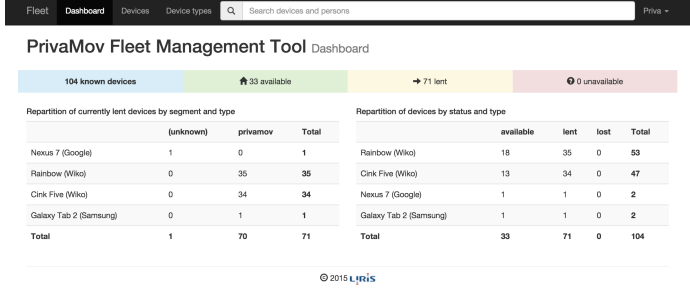 Fleet Dashboard Devices Device types Search devices and persons Priva
PrivaMov Fleet Management Tool Dashboard
104 known devices 33 available 71 lent 0 unavailable
Repartition of currently lent devices by segment and type
(unknown) privamov Total
Nexus 7 (Google) 1 0 1
Rainbow (Wiko) 0 35 35
Cink Five (Wiko) 0 34 34
Galaxy Tab 2 (Samsung) 0 1 1
Total 1 70 71
Repartition of devices by status and type
available lent lost Total
Rainbow (Wiko) 18 35 0 53
Cink Five (Wiko) 13 34 0 47
Nexus 7 (Google) 1 1 0 2
Galaxy Tab 2 (Samsung) 1 1 0 2
Total 33 71 0 104
© 2015 LIRIS